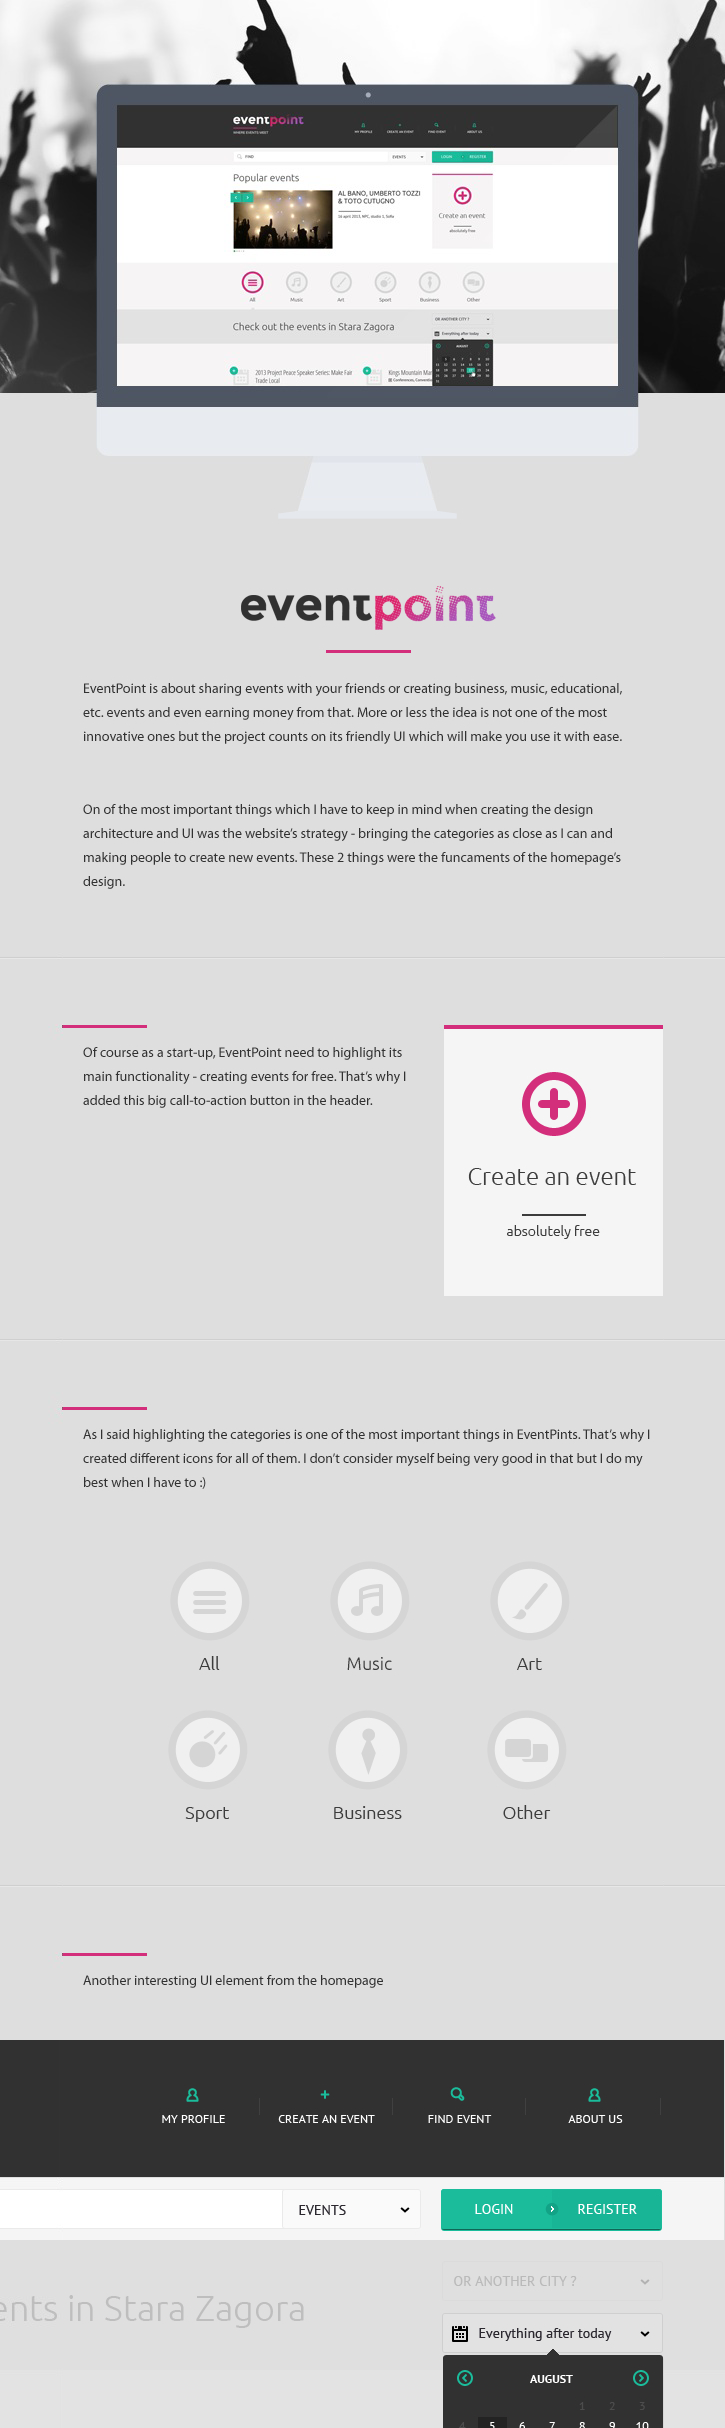 eventpoint
WHERE EVENTS MEET
MY PROFILE
CREATE AN EVENT
FIND EVENT
ABOUT US
FIND
EVENTS
LOGIN
REGISTER
Popular events
AL BANO, UMBERTO TOZZI
& TOTO CUTUGNO
Create an event
absolutely free
All
Music
Art
Sport
Business
Other
Check out the events in Stara Zagora
OR ANOTHER CITY ?
Everything after today
AUGUST
2013 Project Peace Speaker Series: Make Fair
Trade Local
Kings Mountain
eventpoint
EventPoint is about sharing events with your friends or creating business, music, educational,
etc. events and even earning money from that. More or less the idea is not one of the most
innovative ones but the project counts on its friendly UI which will make you use it with ease.
On of the most important things which I have to keep in mind when creating the design
architecture and UI was the website's strategy - bringing the categories as close as I can and
making people to create new events. These 2 things were the funcaments of the homepage's
design.
Of course as a start-up, EventPoint need to highlight its
main functionality - creating events for free. That's why I
added this big call-to-action button in the header.
Create an event
absolutely free
As I said highlighting the categories is one of the most important things in EventPints. That's why I
created different icons for all of them. I don't consider myself being very good in that but I do my
best when I have to :)
All
Music
Art
Sport
Business
Other
Another interesting UI element from the homepage
MY PROFILE
CREATE AN EVENT
FIND EVENT
ABOUT US
EVENTS
LOGIN
REGISTER
OR ANOTHER CITY ?
ents in Stara Zagora
Everything after today
AUGUST
1 2 3
4 5 6 7 8 9 10